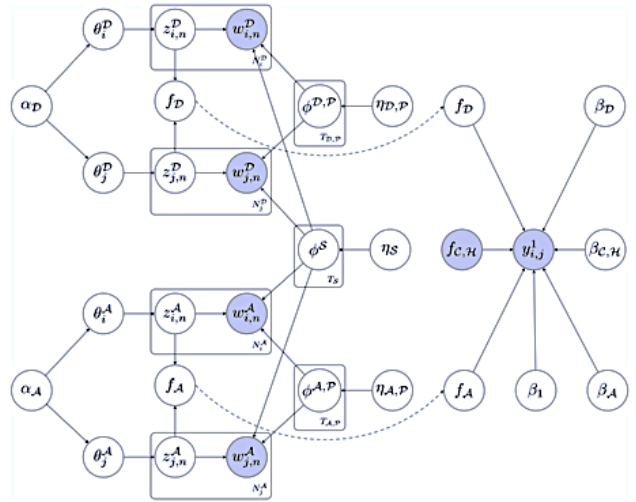 θ_i^𝒟 z_{i,n}^𝒟 w_{i,n}^𝒟
N_i^𝒟
α_𝒟 f_𝒟 ϕ^{𝒟,𝒫} η_{𝒟,𝒫} f_𝒟 β_𝒟
T_{𝒟,𝒫}
θ_j^𝒟 z_{j,n}^𝒟 w_{j,n}^𝒟
N_j^𝒟
ϕ^𝒮 η_𝒮 f_{𝒞,ℋ} y_{i,j}^1 β_{𝒞,ℋ}
T_𝒮
θ_i^𝒜 z_{i,n}^𝒜 w_{i,n}^𝒜
N_i^𝒜
α_𝒜 f_𝒜 ϕ^{𝒜,𝒫} η_{𝒜,𝒫} f_𝒜 β_1 β_𝒜
T_{𝒜,𝒫}
θ_j^𝒜 z_{j,n}^𝒜 w_{j,n}^𝒜
N_j^𝒜